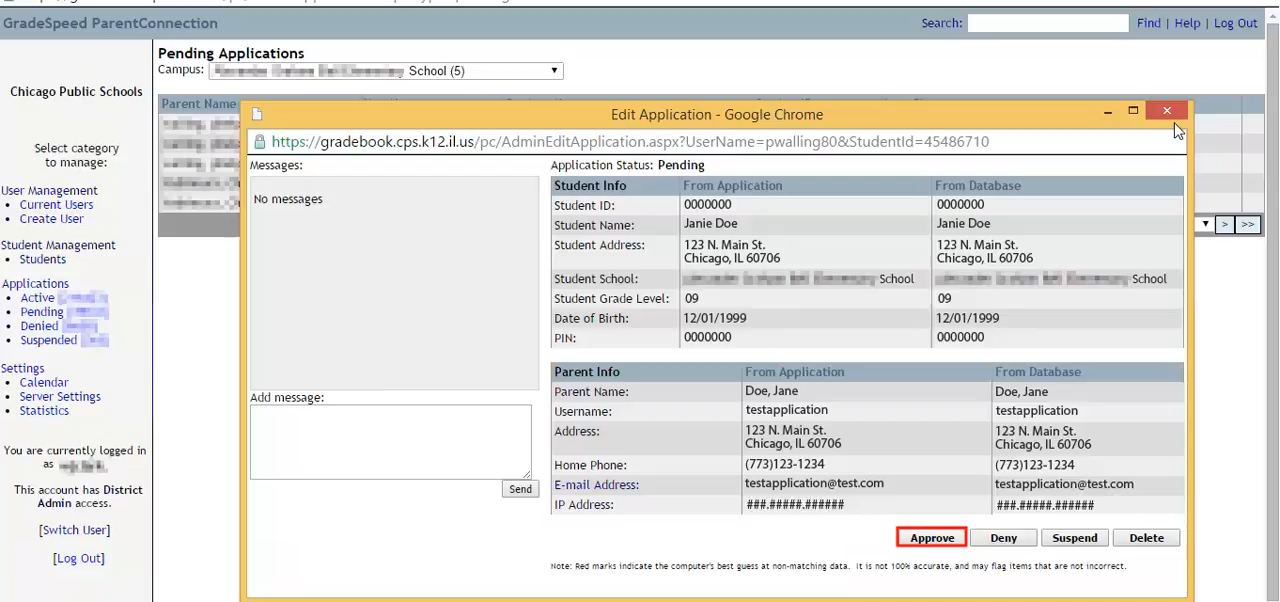 GradeSpeed ParentConnection
Search: Find | Help | Log Out
Chicago Public Schools
Select category
to manage:
User Management
• Current Users
• Create User
Student Management
• Students
Applications
• Active
• Pending
• Denied
• Suspended
Settings
• Calendar
• Server Settings
• Statistics
You are currently logged in
as
This account has District
Admin access.
[Switch User]
[Log Out]
Pending Applications
Campus: School (5)
Parent Name
> >>
Edit Application - Google Chrome
https://gradebook.cps.k12.il.us/pc/AdminEditApplication.aspx?UserName=pwalling80&StudentId=45486710
Messages:
No messages
Add message:
Send
Application Status: Pending
Student Info From Application From Database
Student ID: 0000000 0000000
Student Name: Janie Doe Janie Doe
Student Address: 123 N. Main St. 123 N. Main St.
Chicago, IL 60706 Chicago, IL 60706
Student School: School School
Student Grade Level: 09 09
Date of Birth: 12/01/1999 12/01/1999
PIN: 0000000 0000000
Parent Info From Application From Database
Parent Name: Doe, Jane Doe, Jane
Username: testapplication testapplication
Address: 123 N. Main St. 123 N. Main St.
Chicago, IL 60706 Chicago, IL 60706
Home Phone: (773)123-1234 (773)123-1234
E-mail Address: testapplication@test.com testapplication@test.com
IP Address: ###.#####.###### ###.#####.######
Approve Deny Suspend Delete
Note: Red marks indicate the computer's best guess at non-matching data. It is not 100% accurate, and may flag items that are not incorrect.